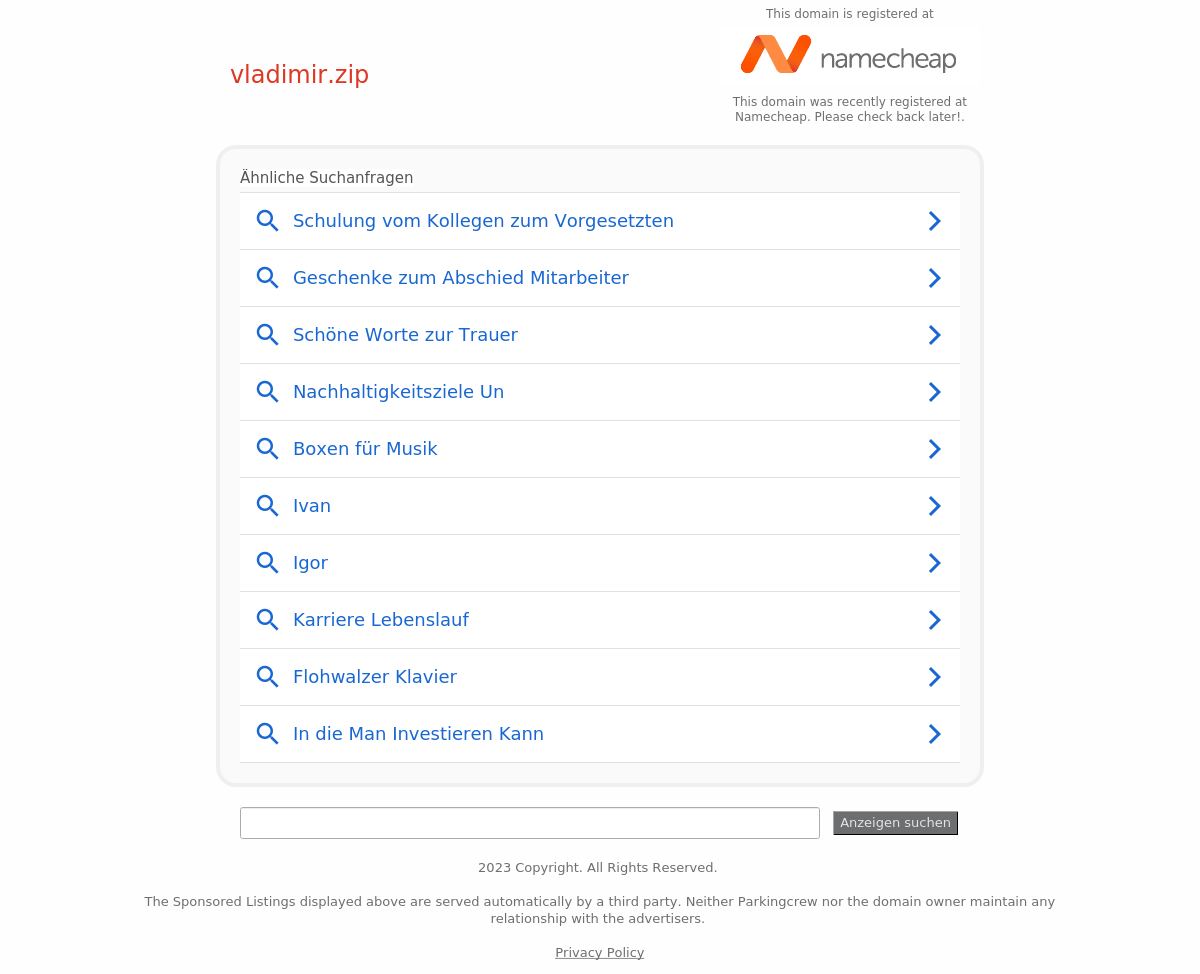 This domain is registered at
namecheap
vladimir.zip
This domain was recently registered at
Namecheap. Please check back later!.
Ähnliche Suchanfragen
Schulung vom Kollegen zum Vorgesetzten
Geschenke zum Abschied Mitarbeiter
Schöne Worte zur Trauer
Nachhaltigkeitsziele Un
Boxen für Musik
Ivan
Igor
Karriere Lebenslauf
Flohwalzer Klavier
In die Man Investieren Kann
Anzeigen suchen
2023 Copyright. All Rights Reserved.
The Sponsored Listings displayed above are served automatically by a third party. Neither Parkingcrew nor the domain owner maintain any
relationship with the advertisers.
Privacy Policy